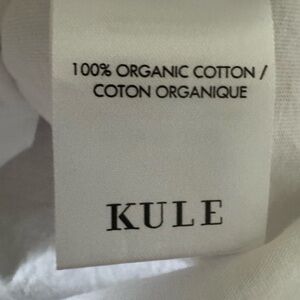 100% ORGANIC COTTON /
COTON ORGANIQUE
KULE